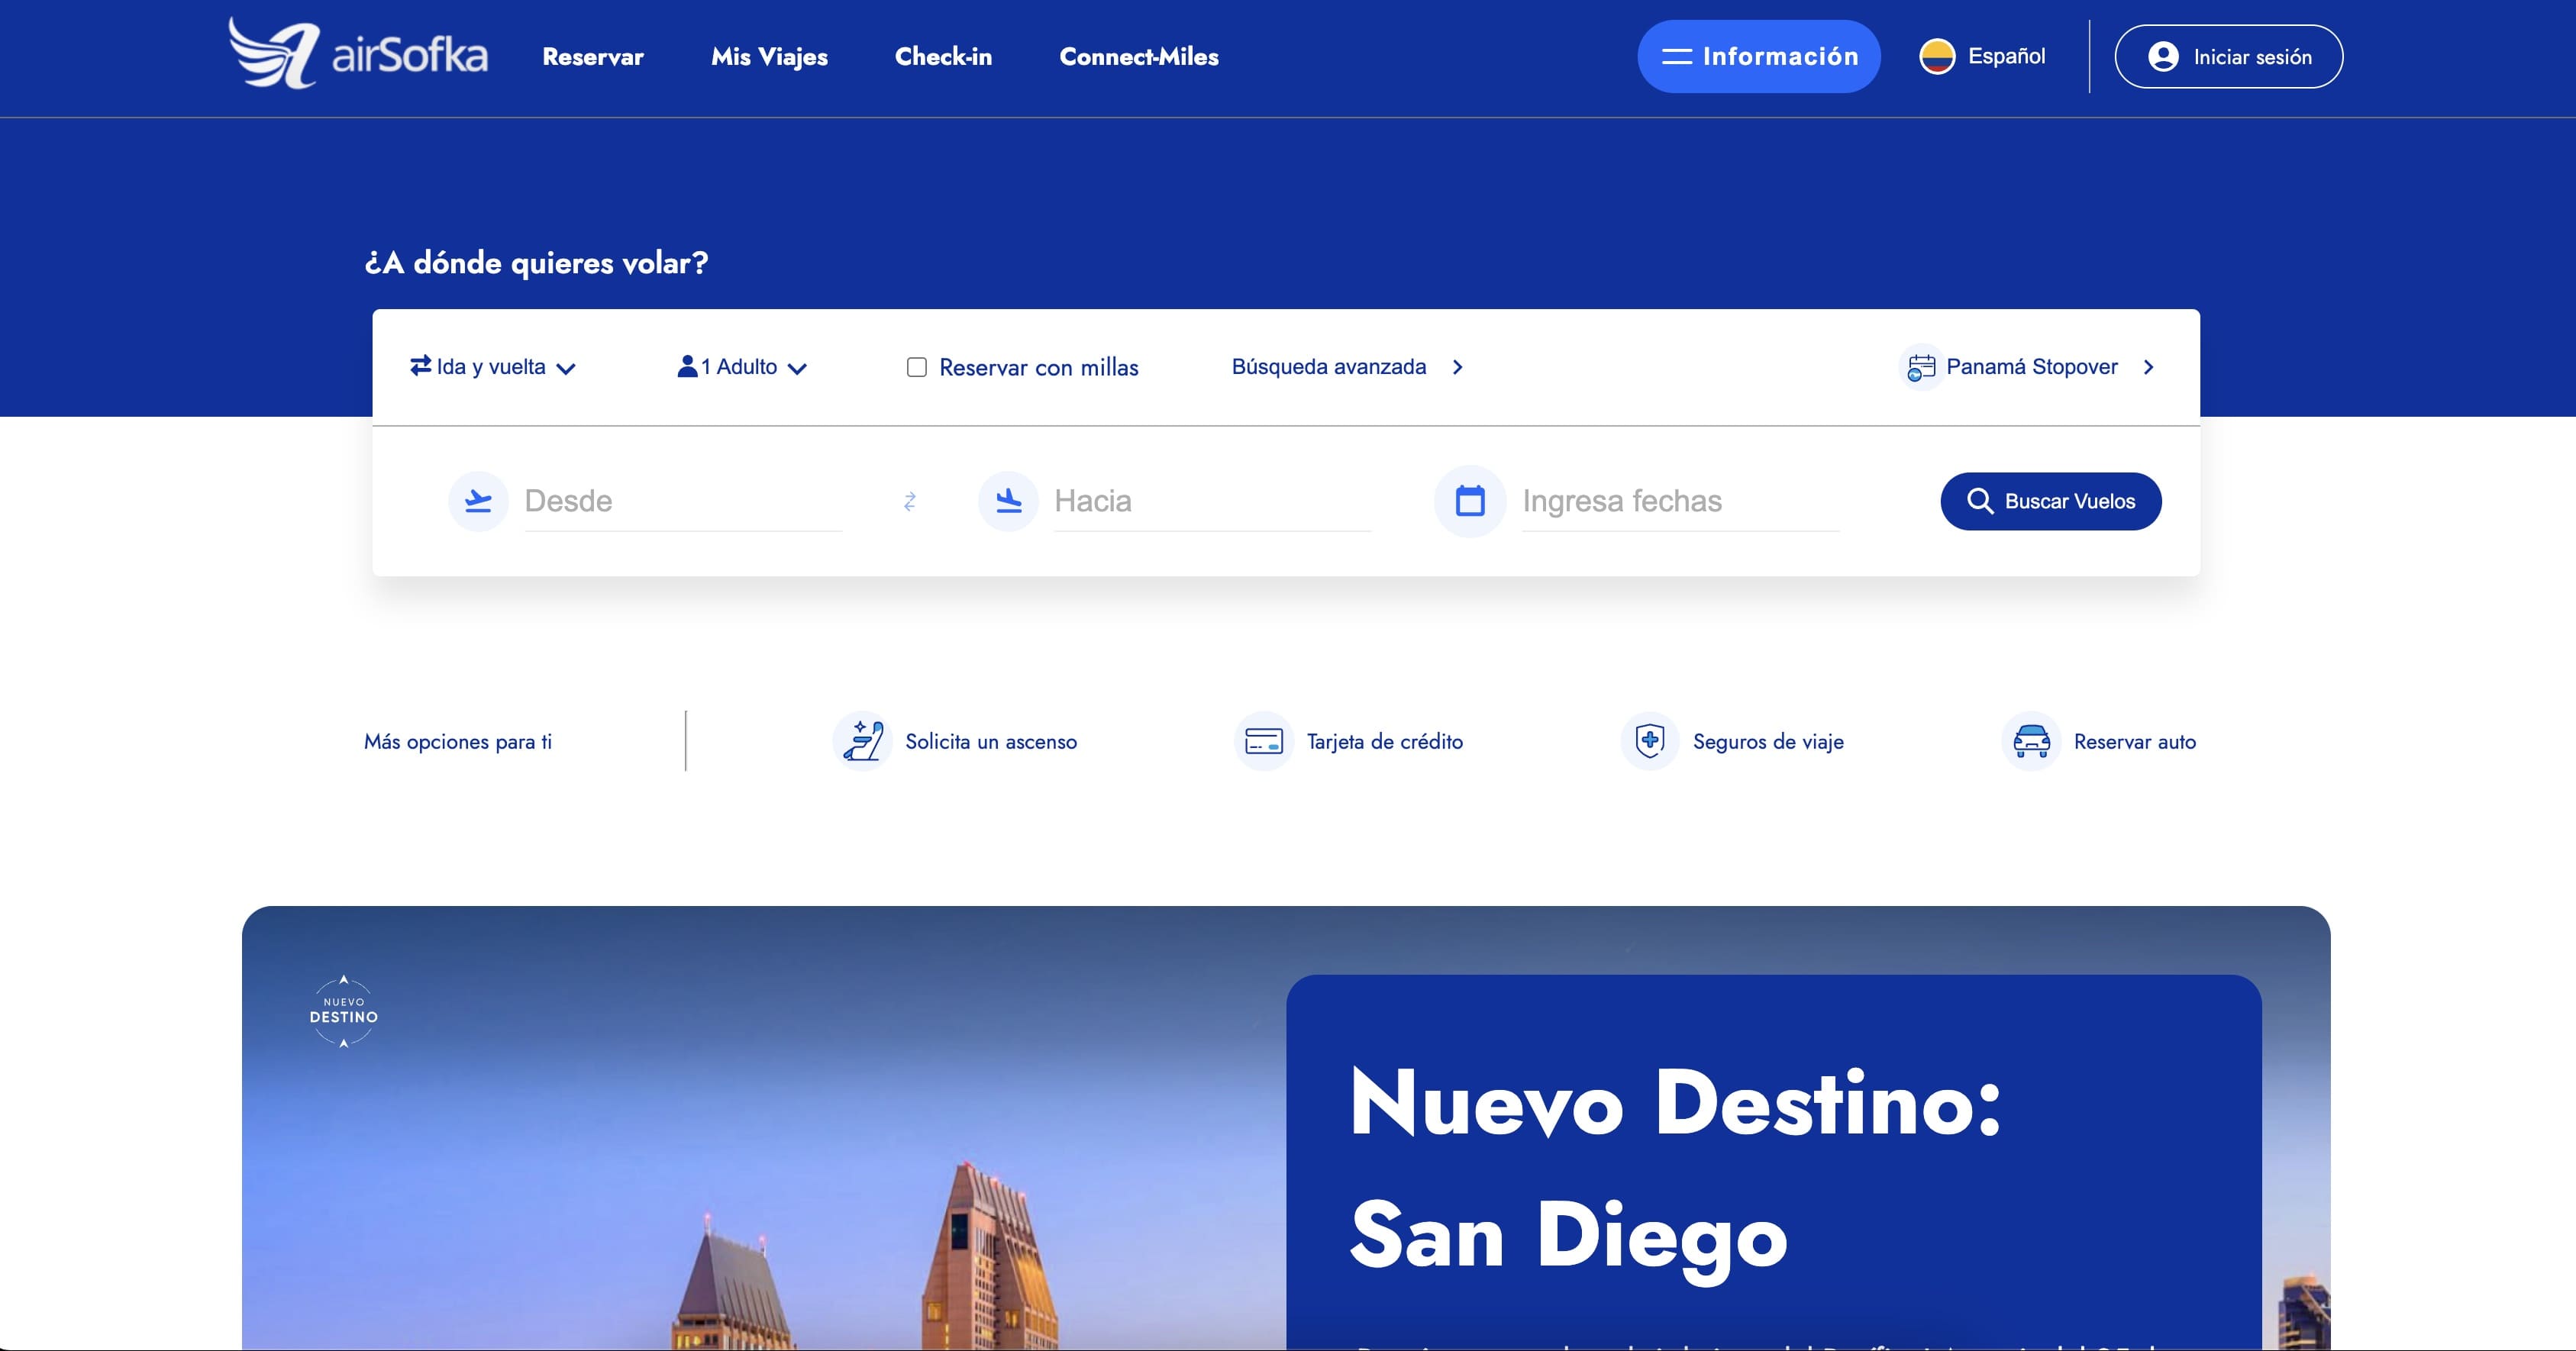 airSofka
Reservar
Mis Viajes
Check-in
Connect-Miles
Información
Español
Iniciar sesión
¿A dónde quieres volar?
Ida y vuelta
1 Adulto
Reservar con millas
Búsqueda avanzada
Panamá Stopover
Desde
Hacia
Ingresa fechas
Buscar Vuelos
Más opciones para ti
Solicita un ascenso
Tarjeta de crédito
Seguros de viaje
Reservar auto
NUEVO
DESTINO
Nuevo Destino:
San Diego